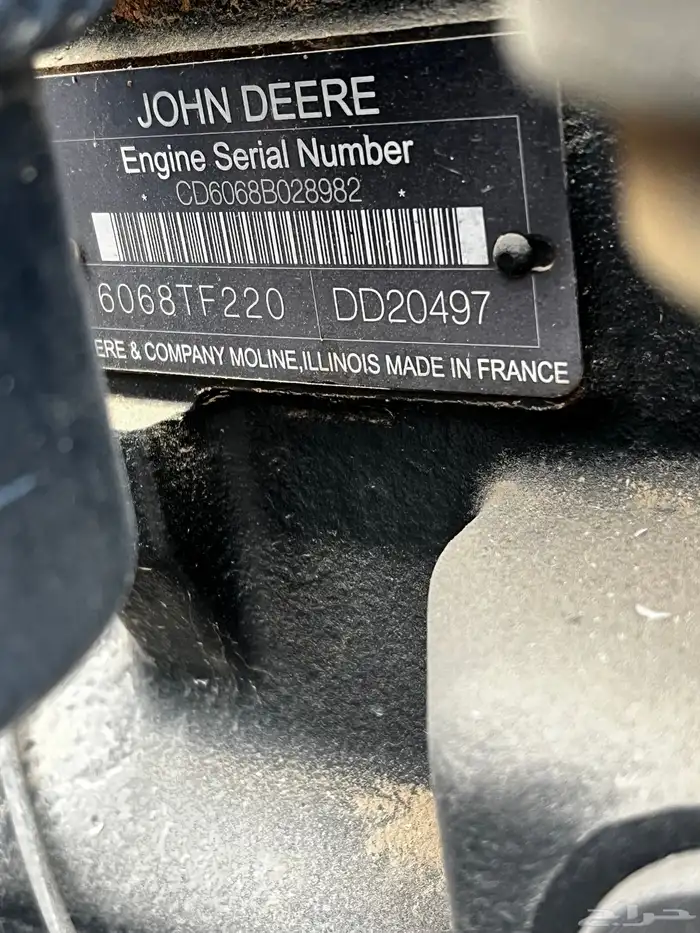 JOHN DEERE
Engine Serial Number
* CD6068B028982 *
6068TF220 DD20497
ERE & COMPANY MOLINE,ILLINOIS MADE IN FRANCE
حراج